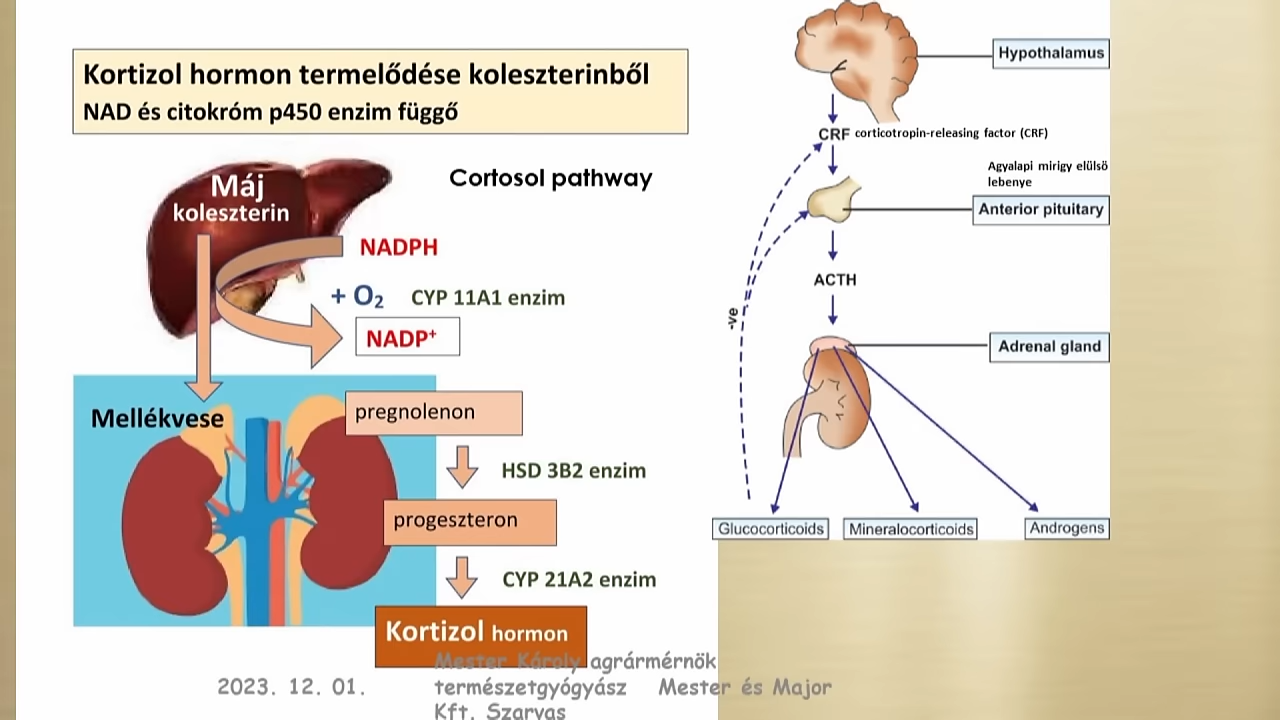 Kortizol hormon termelődése koleszterinből
NAD és citokróm p450 enzim függő
Máj
koleszterin
Cortosol pathway
NADPH
+ O₂ CYP 11A1 enzim
NADP⁺
Mellékvese
pregnolenon
HSD 3B2 enzim
progeszteron
CYP 21A2 enzim
Kortizol hormon
Hypothalamus
CRF corticotropin-releasing factor (CRF)
Agyalapi mirigy elülső
lebenye
Anterior pituitary
ACTH
-ve
Adrenal gland
Glucocorticoids
Mineralocorticoids
Androgens
2023. 12. 01.
Mester Károly agrármérnök
természetgyógyász Mester és Major
Kft. Szarvas